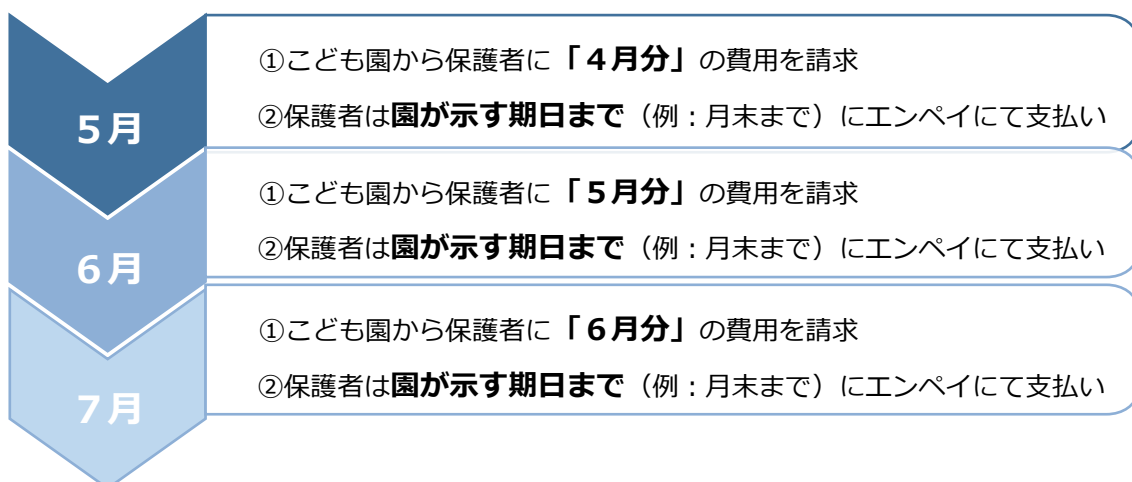 5月
①こども園から保護者に「4月分」の費用を請求
②保護者は園が示す期日まで（例：月末まで）にエンペイにて支払い
6月
①こども園から保護者に「5月分」の費用を請求
②保護者は園が示す期日まで（例：月末まで）にエンペイにて支払い
7月
①こども園から保護者に「6月分」の費用を請求
②保護者は園が示す期日まで（例：月末まで）にエンペイにて支払い